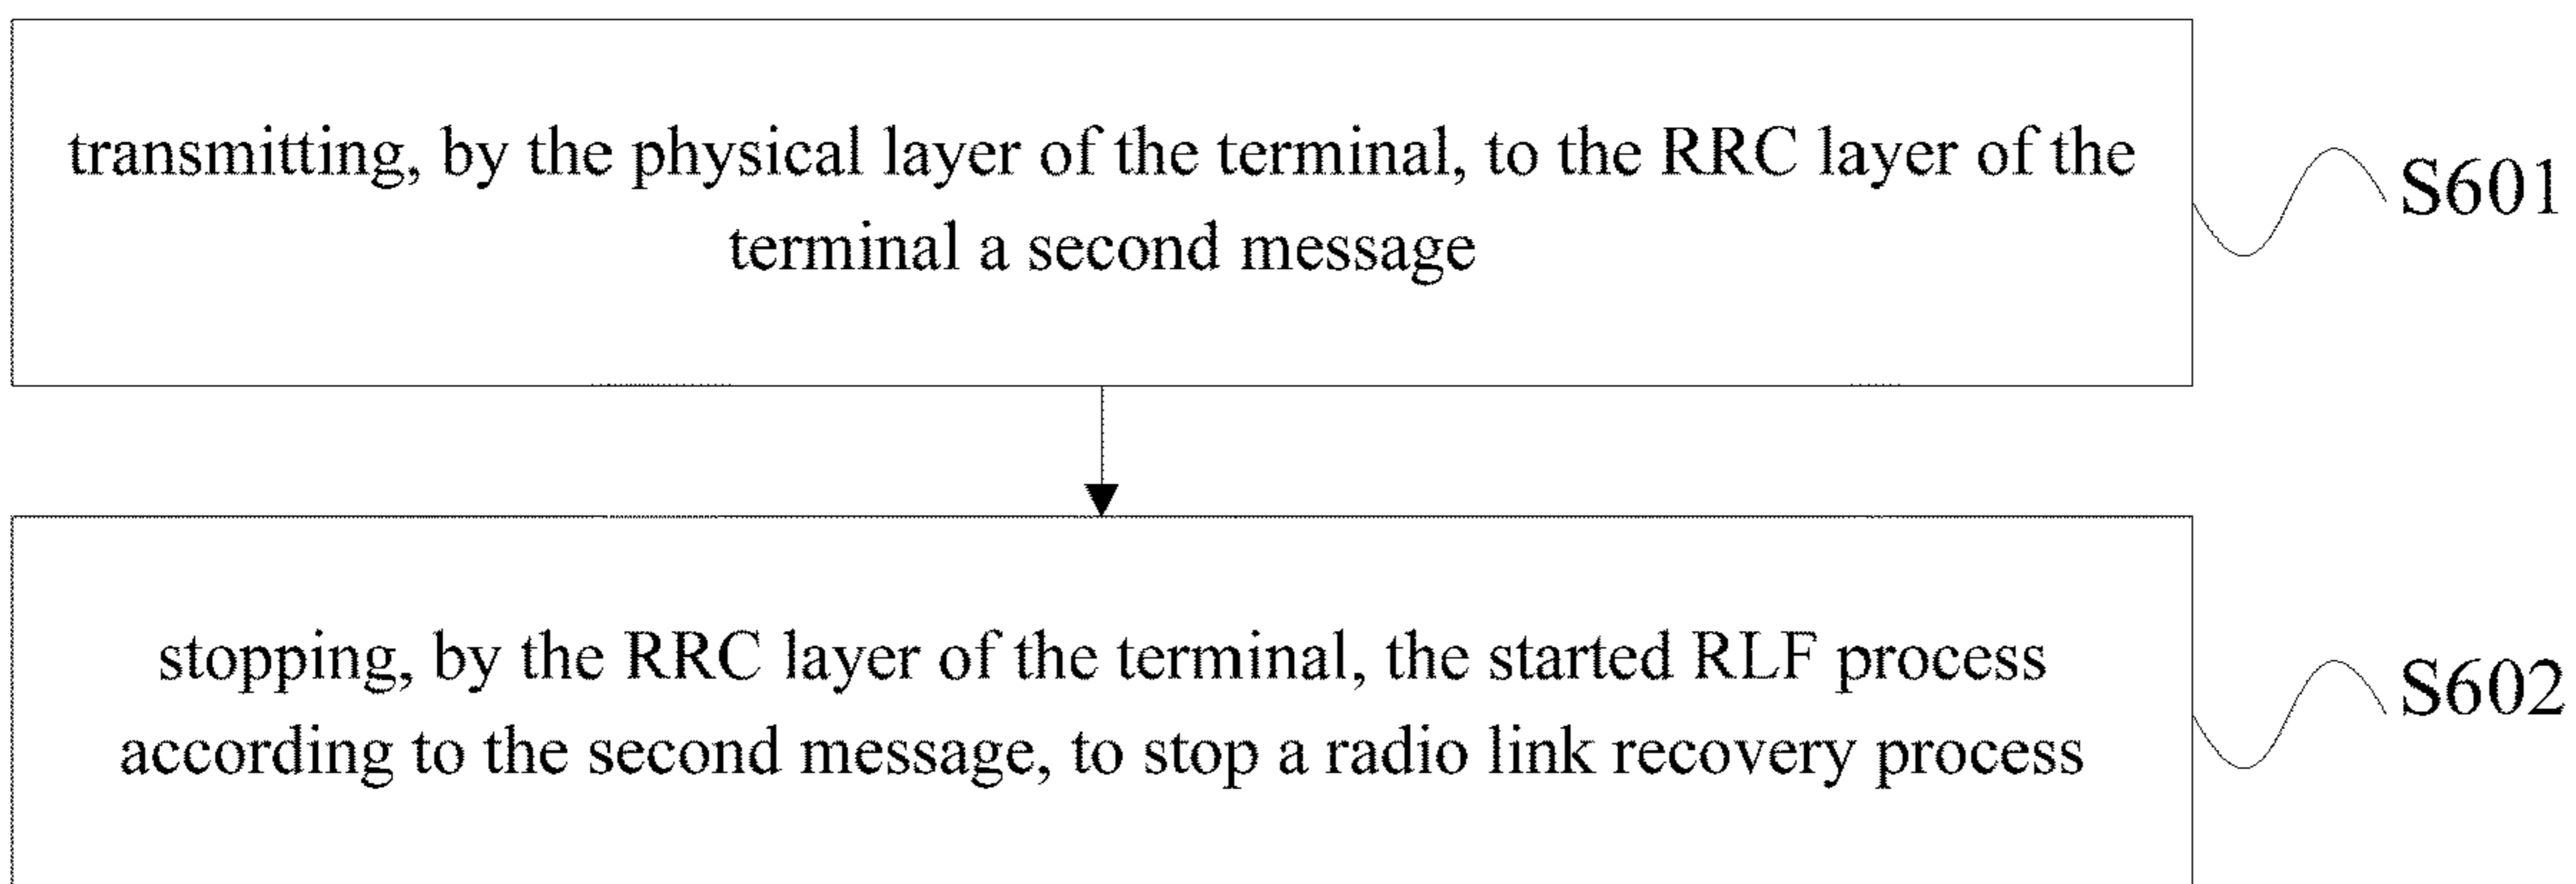 transmitting, by the physical layer of the terminal, to the RRC layer of the
terminal a second message
S601
stopping, by the RRC layer of the terminal, the started RLF process
according to the second message, to stop a radio link recovery process
S602